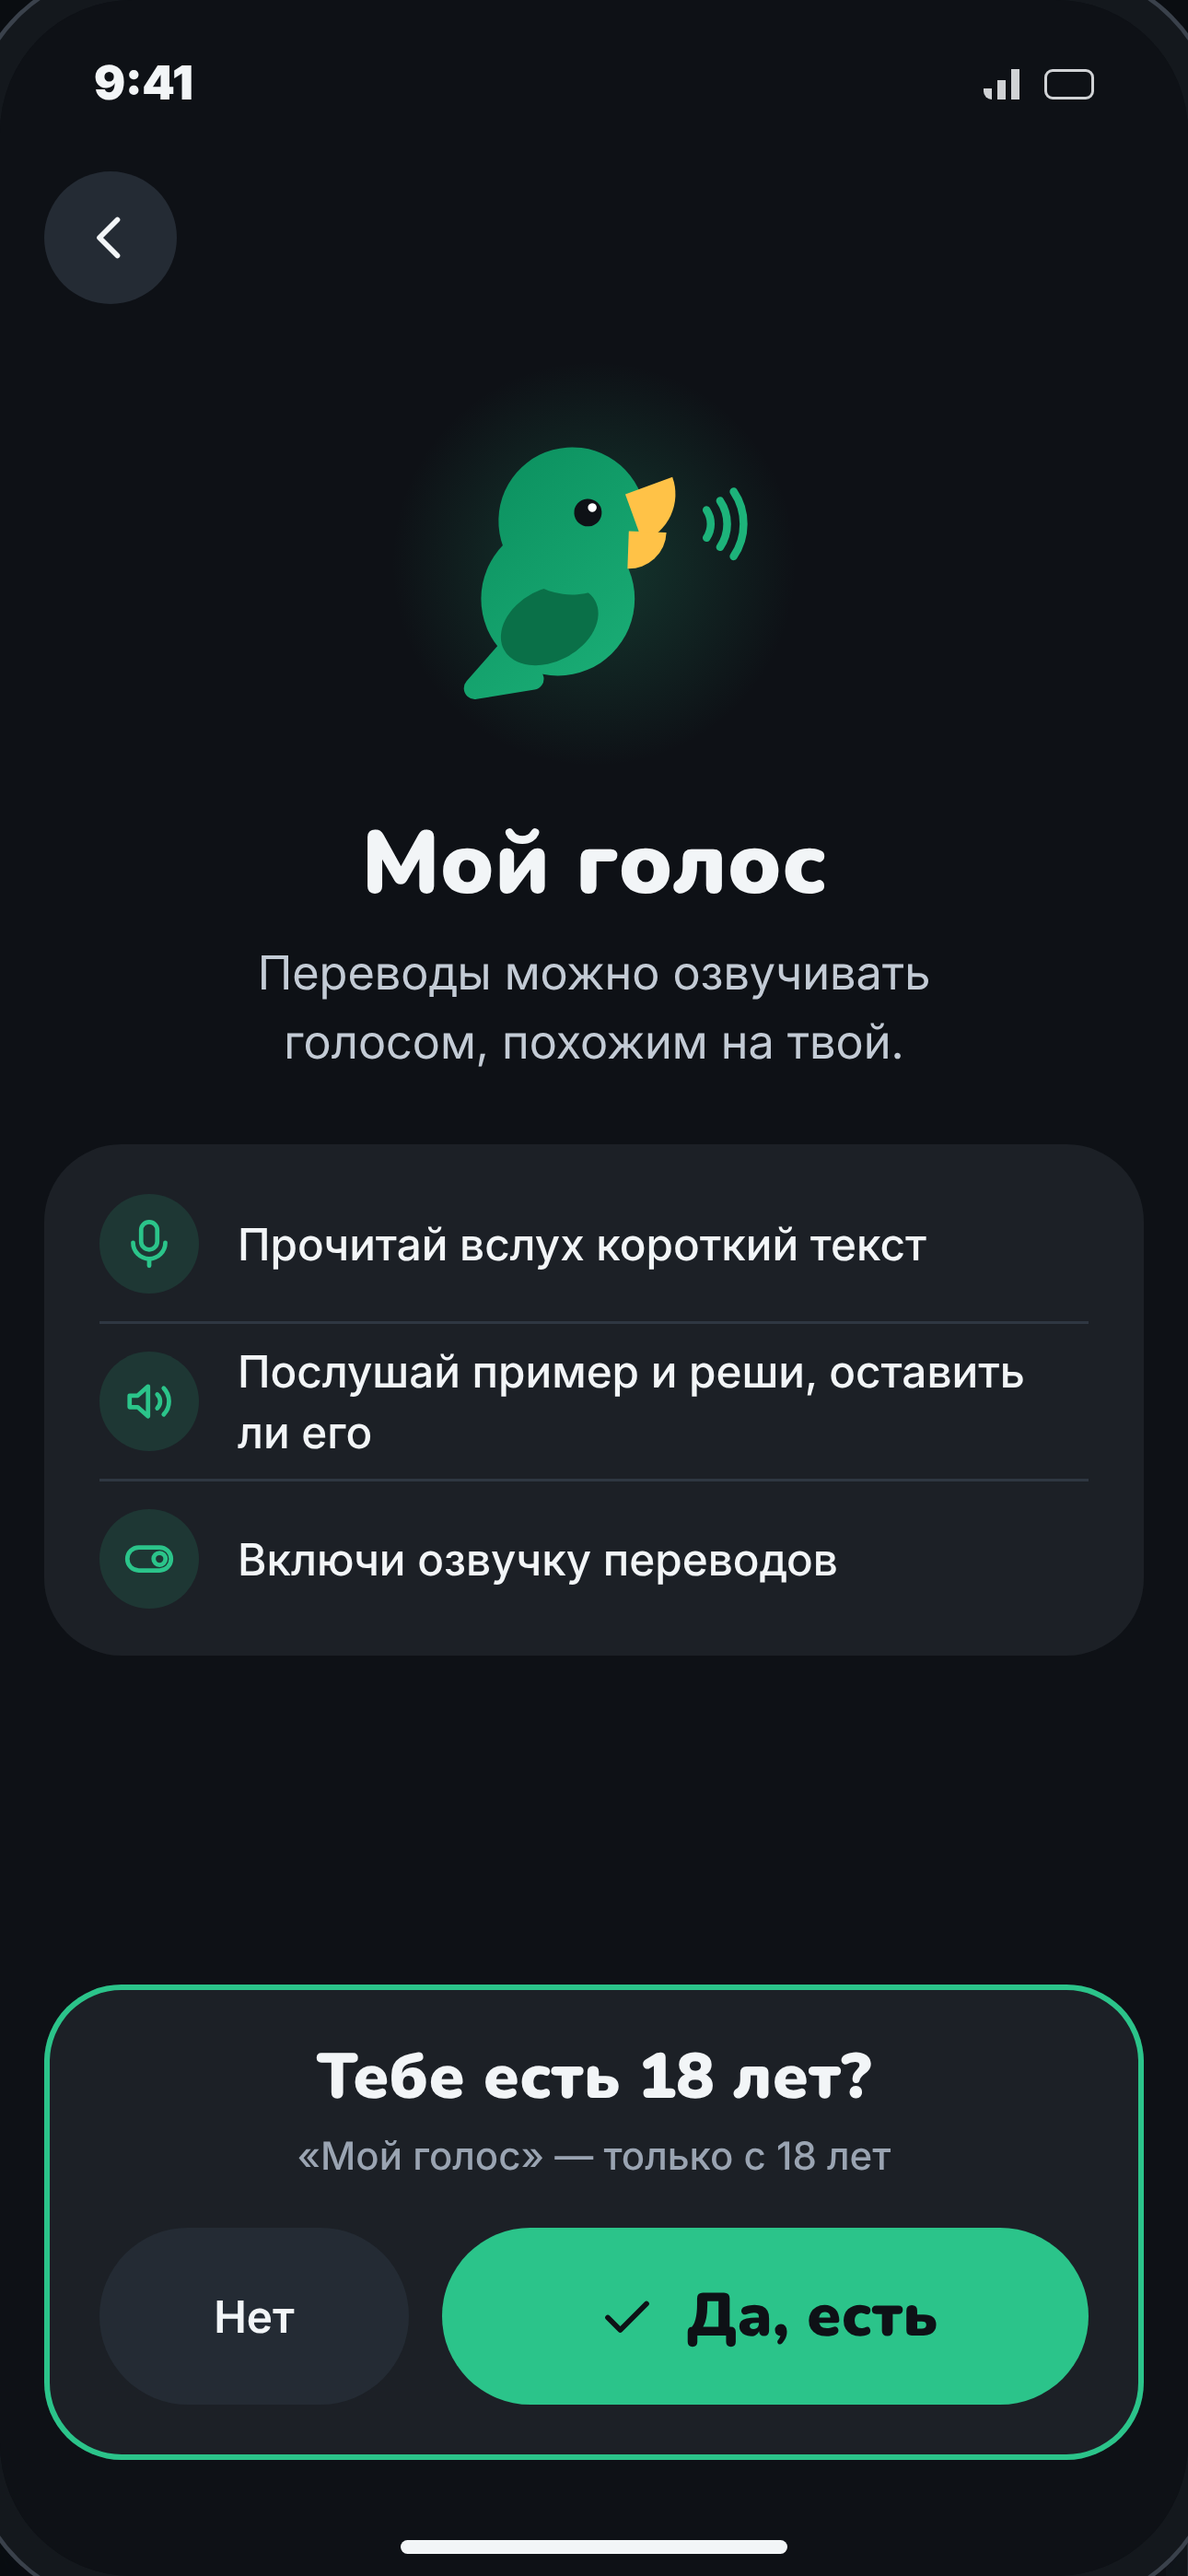 9:41
Мой голос
Переводы можно озвучивать
голосом, похожим на твой.
Прочитай вслух короткий текст
Послушай пример и реши, оставить
ли его
Включи озвучку переводов
Тебе есть 18 лет?
«Мой голос» — только с 18 лет
Нет
Да, есть